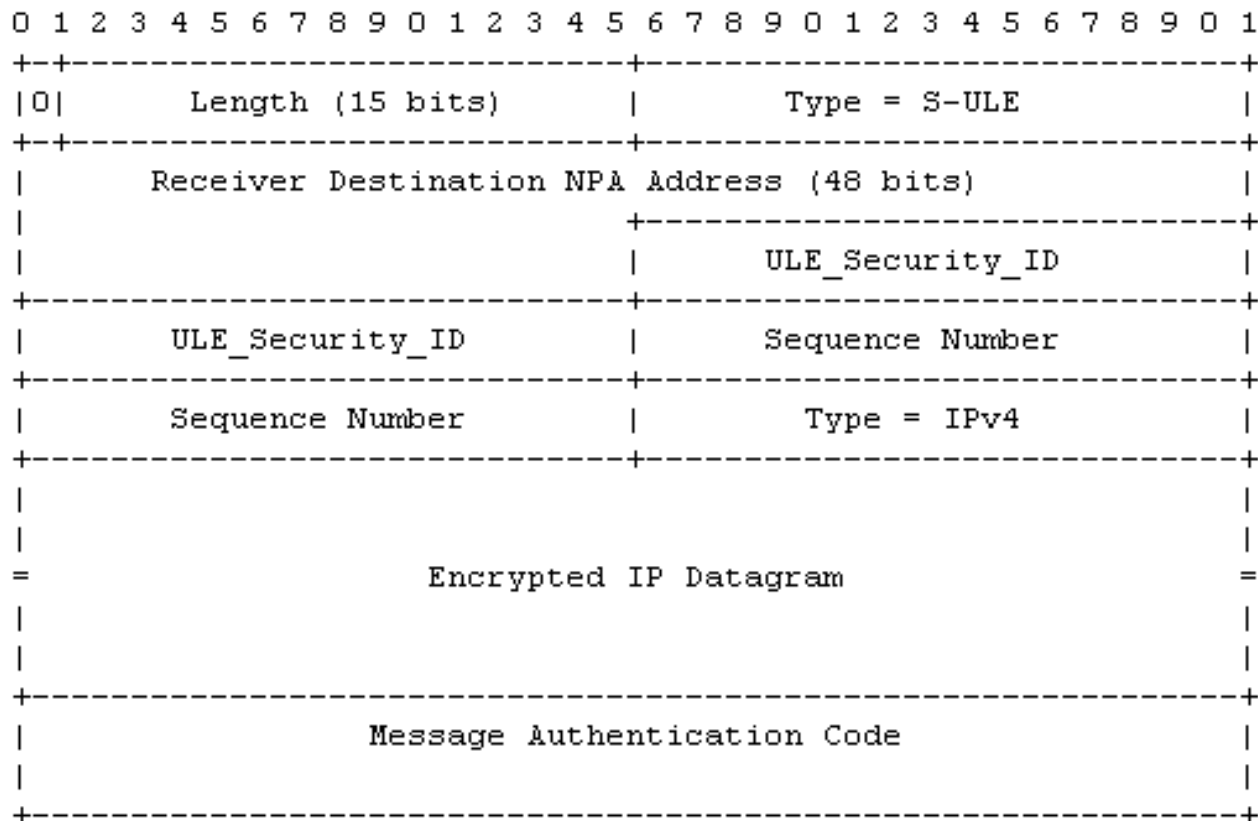 0 1 2 3 4 5 6 7 8 9 0 1 2 3 4 5 6 7 8 9 0 1 2 3 4 5 6 7 8 9 0 1
+-+-----------------------------+-------------------------------+
|0| Length (15 bits) | Type = S-ULE |
+-+-----------------------------+-------------------------------+
| Receiver Destination NPA Address (48 bits) |
| +-------------------------------+
| | ULE_Security_ID |
+-------------------------------+-------------------------------+
| ULE_Security_ID | Sequence Number |
+-------------------------------+-------------------------------+
| Sequence Number | Type = IPv4 |
+-------------------------------+-------------------------------+
| |
| |
= Encrypted IP Datagram =
| |
| |
+---------------------------------------------------------------+
| Message Authentication Code |
| |
+---------------------------------------------------------------+